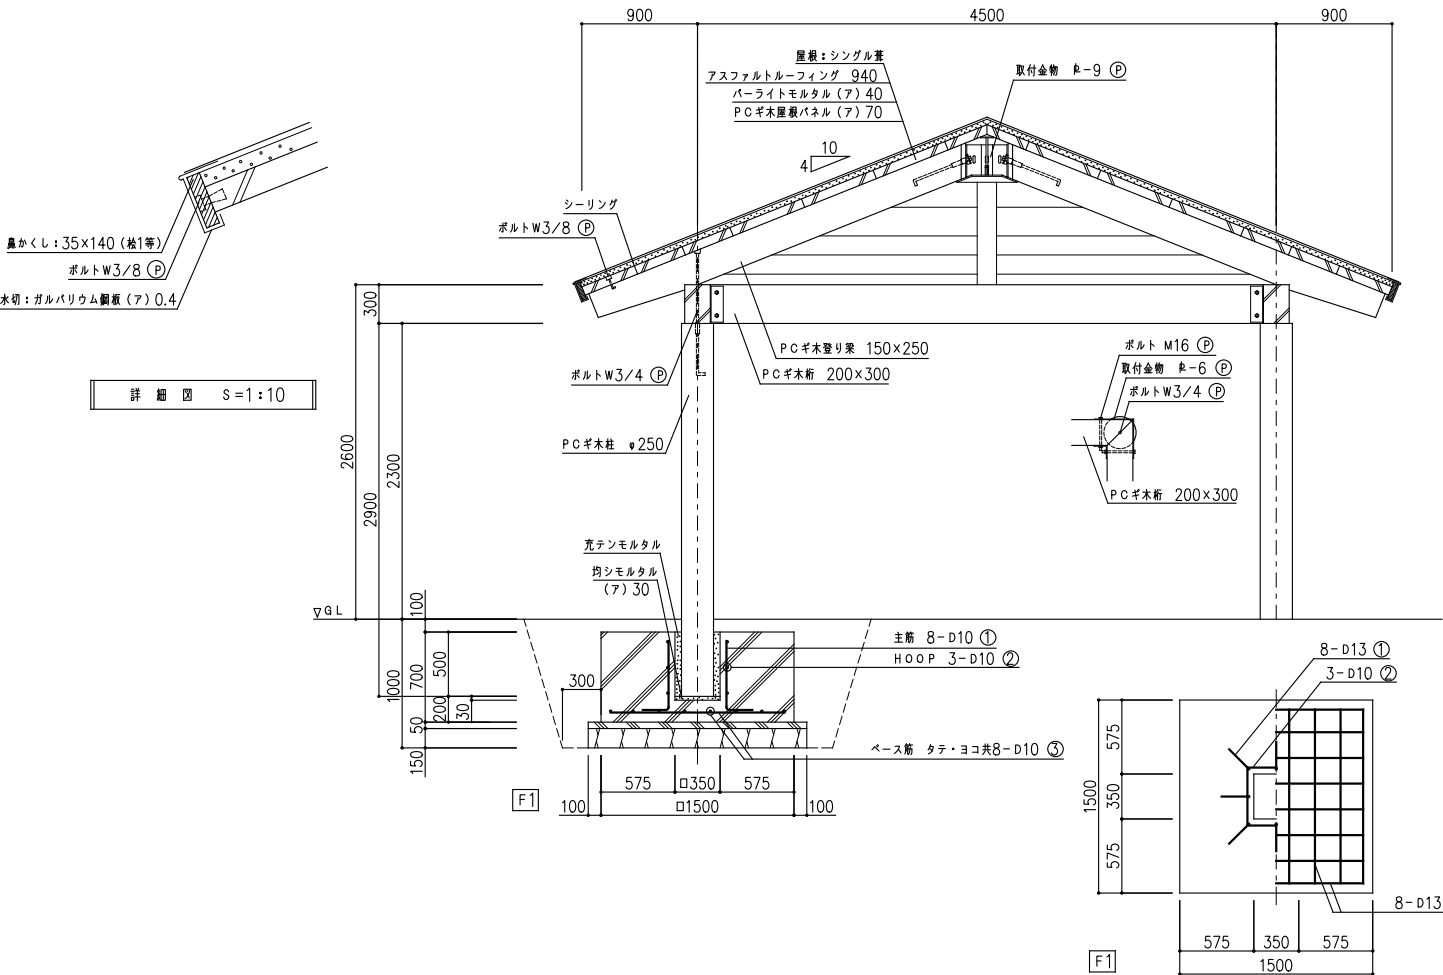 900
4500
900
屋根:シングル葺
アスファルトルーフィング 940
パーライトモルタル(ア)40
PCギ木屋根パネル(ア)70
取付金物 R-9 Ⓟ
10
4
シーリング
ボルトW3/8 Ⓟ
鼻かくし:35×140(桧1等)
ボルトW3/8 Ⓟ
水切:ガルバリウム鋼板(ア)0.4
詳 細 図 S=1:10
300
2600
2900
2300
PCギ木登り梁 150×250
PCギ木桁 200×300
ボルトW3/4 Ⓟ
PCギ木柱 φ250
ボルト M16 Ⓟ
取付金物 R-6 Ⓟ
ボルトW3/4 Ⓟ
PCギ木桁 200×300
充テンモルタル
均シモルタル
(ア)30
▽GL
100
1000
700
500
200
30
50
150
300
主筋 8-D10 ①
HOOP 3-D10 ②
ベース筋 タテ・ヨコ共8-D10 ③
575
□350
575
100
□1500
100
F1
8-D13 ①
3-D10 ②
575
350
575
1500
8-D13
575
350
575
1500
F1